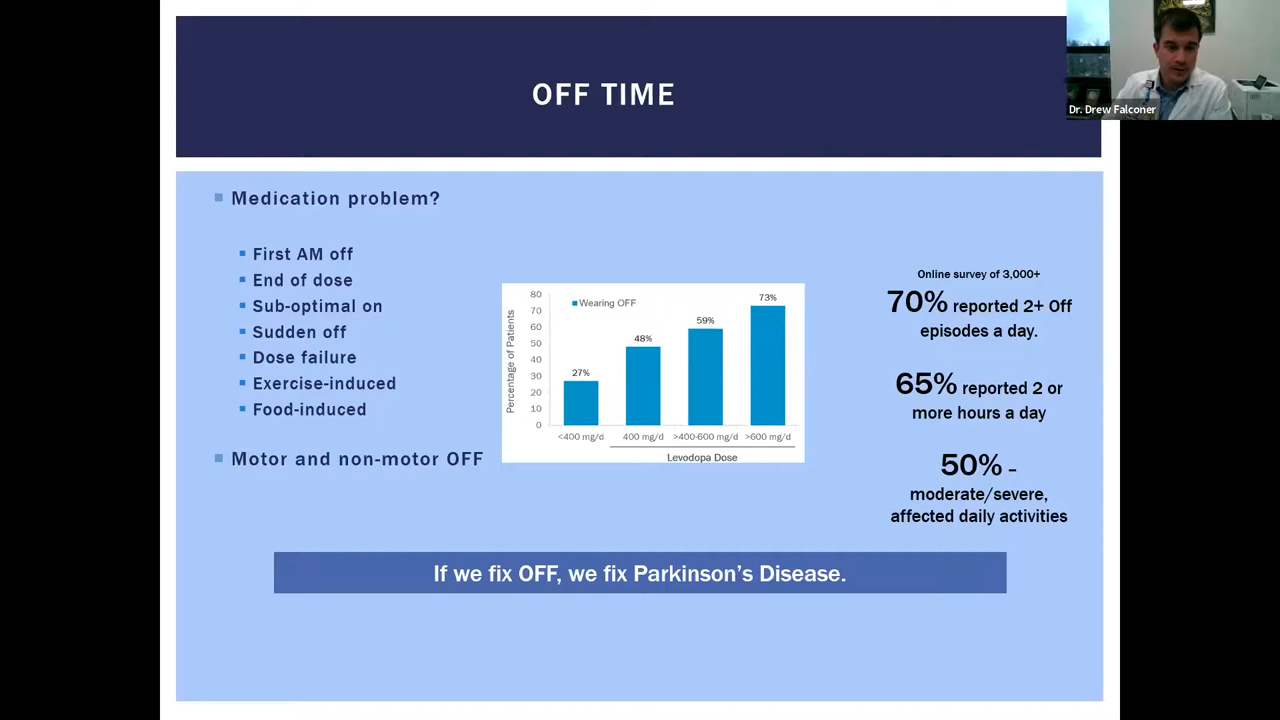 OFF TIME
Dr. Drew Falconer
Medication problem?
First AM off
End of dose
Sub-optimal on
Sudden off
Dose failure
Exercise-induced
Food-induced
Motor and non-motor OFF
Wearing OFF
Percentage of Patients
80
70
60
50
40
30
20
10
0
27%
48%
59%
73%
<400 mg/d
400 mg/d
>400-600 mg/d
>600 mg/d
Levodopa Dose
Online survey of 3,000+
70% reported 2+ Off
episodes a day.
65% reported 2 or
more hours a day
50% –
moderate/severe,
affected daily activities
If we fix OFF, we fix Parkinson's Disease.